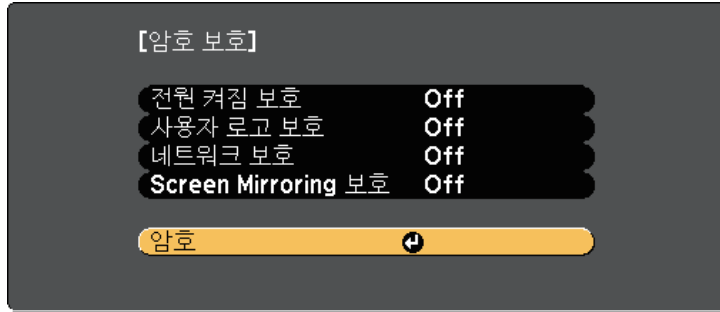 [암호 보호]
전원 켜짐 보호 Off
사용자 로고 보호 Off
네트워크 보호 Off
Screen Mirroring 보호 Off
암호